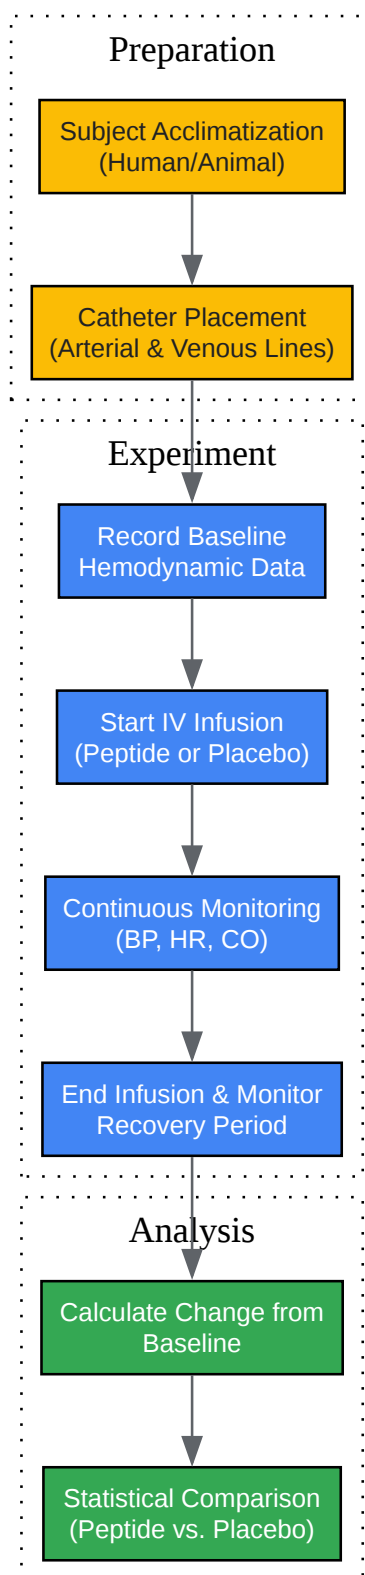 Preparation
Subject Acclimatization
(Human/Animal)
Catheter Placement
(Arterial & Venous Lines)
Experiment
Record Baseline
Hemodynamic Data
Start IV Infusion
(Peptide or Placebo)
Continuous Monitoring
(BP, HR, CO)
End Infusion & Monitor
Recovery Period
Analysis
Calculate Change from
Baseline
Statistical Comparison
(Peptide vs. Placebo)